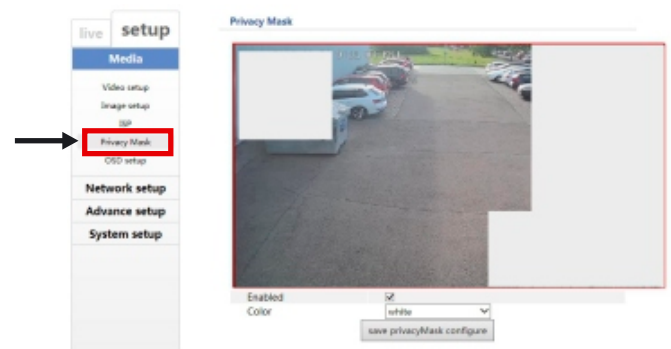 live
setup
Media
Video setup
Image setup
ISP
Privacy Mask
OSD setup
Network setup
Advance setup
System setup
Privacy Mask
Enabled
Color
white
save privacyMask configure